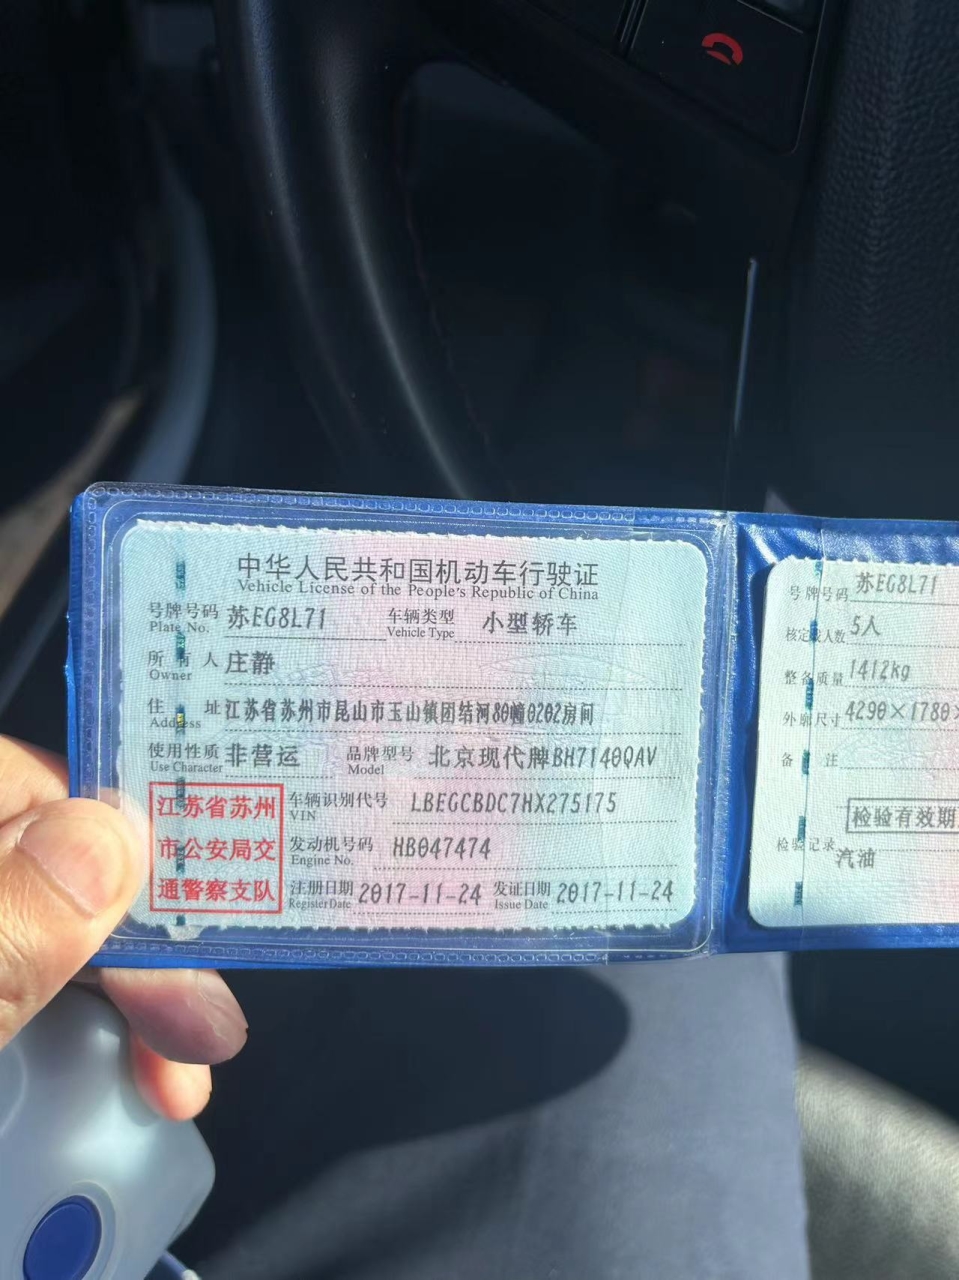 中华人民共和国机动车行驶证
Vehicle License of the People's Republic of China
号牌号码 苏EG8L71 车辆类型 小型轿车
Plate No. Vehicle Type
所有人 庄静
Owner
住址 江苏省苏州市昆山市玉山镇团结河80幢0202房间
Address
使用性质 非营运 品牌型号 北京现代牌BH7140QAV
Use Character Model
江苏省苏州
市公安局交
通警察支队
车辆识别代号 LBEGCBDC7HX275175
VIN
发动机号码 HB047474
Engine No.
注册日期 2017-11-24 发证日期 2017-11-24
Register Date Issue Date
号牌号码 苏EG8L71
核定载人数 5人
整备质量 1412kg
外廓尺寸 4290×1780×
备注
检验有效期
检验记录
汽油